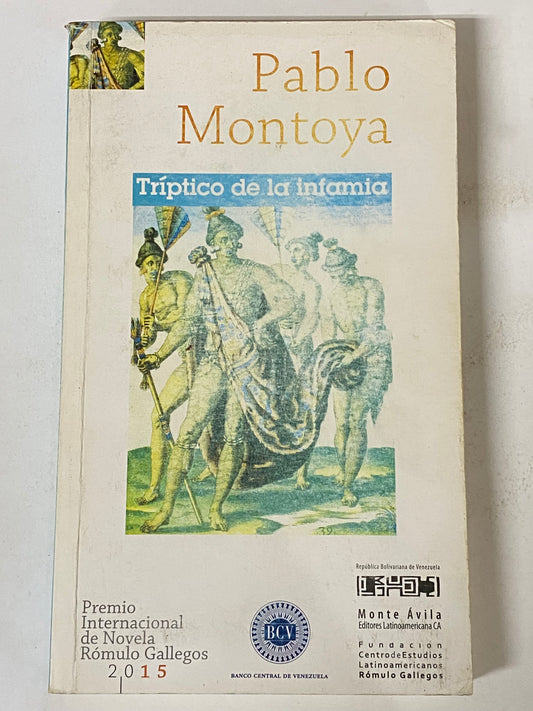 Pablo
Montoya
Tríptico de la infamia
39.
Premio
Internacional
de Novela
Rómulo Gallegos
2015
BCV
BANCO CENTRAL DE VENEZUELA
República Bolivariana de Venezuela
Monte Ávila
Editores Latinoamericana CA
Fundación
Centro de Estudios
Latinoamericanos
Rómulo Gallegos